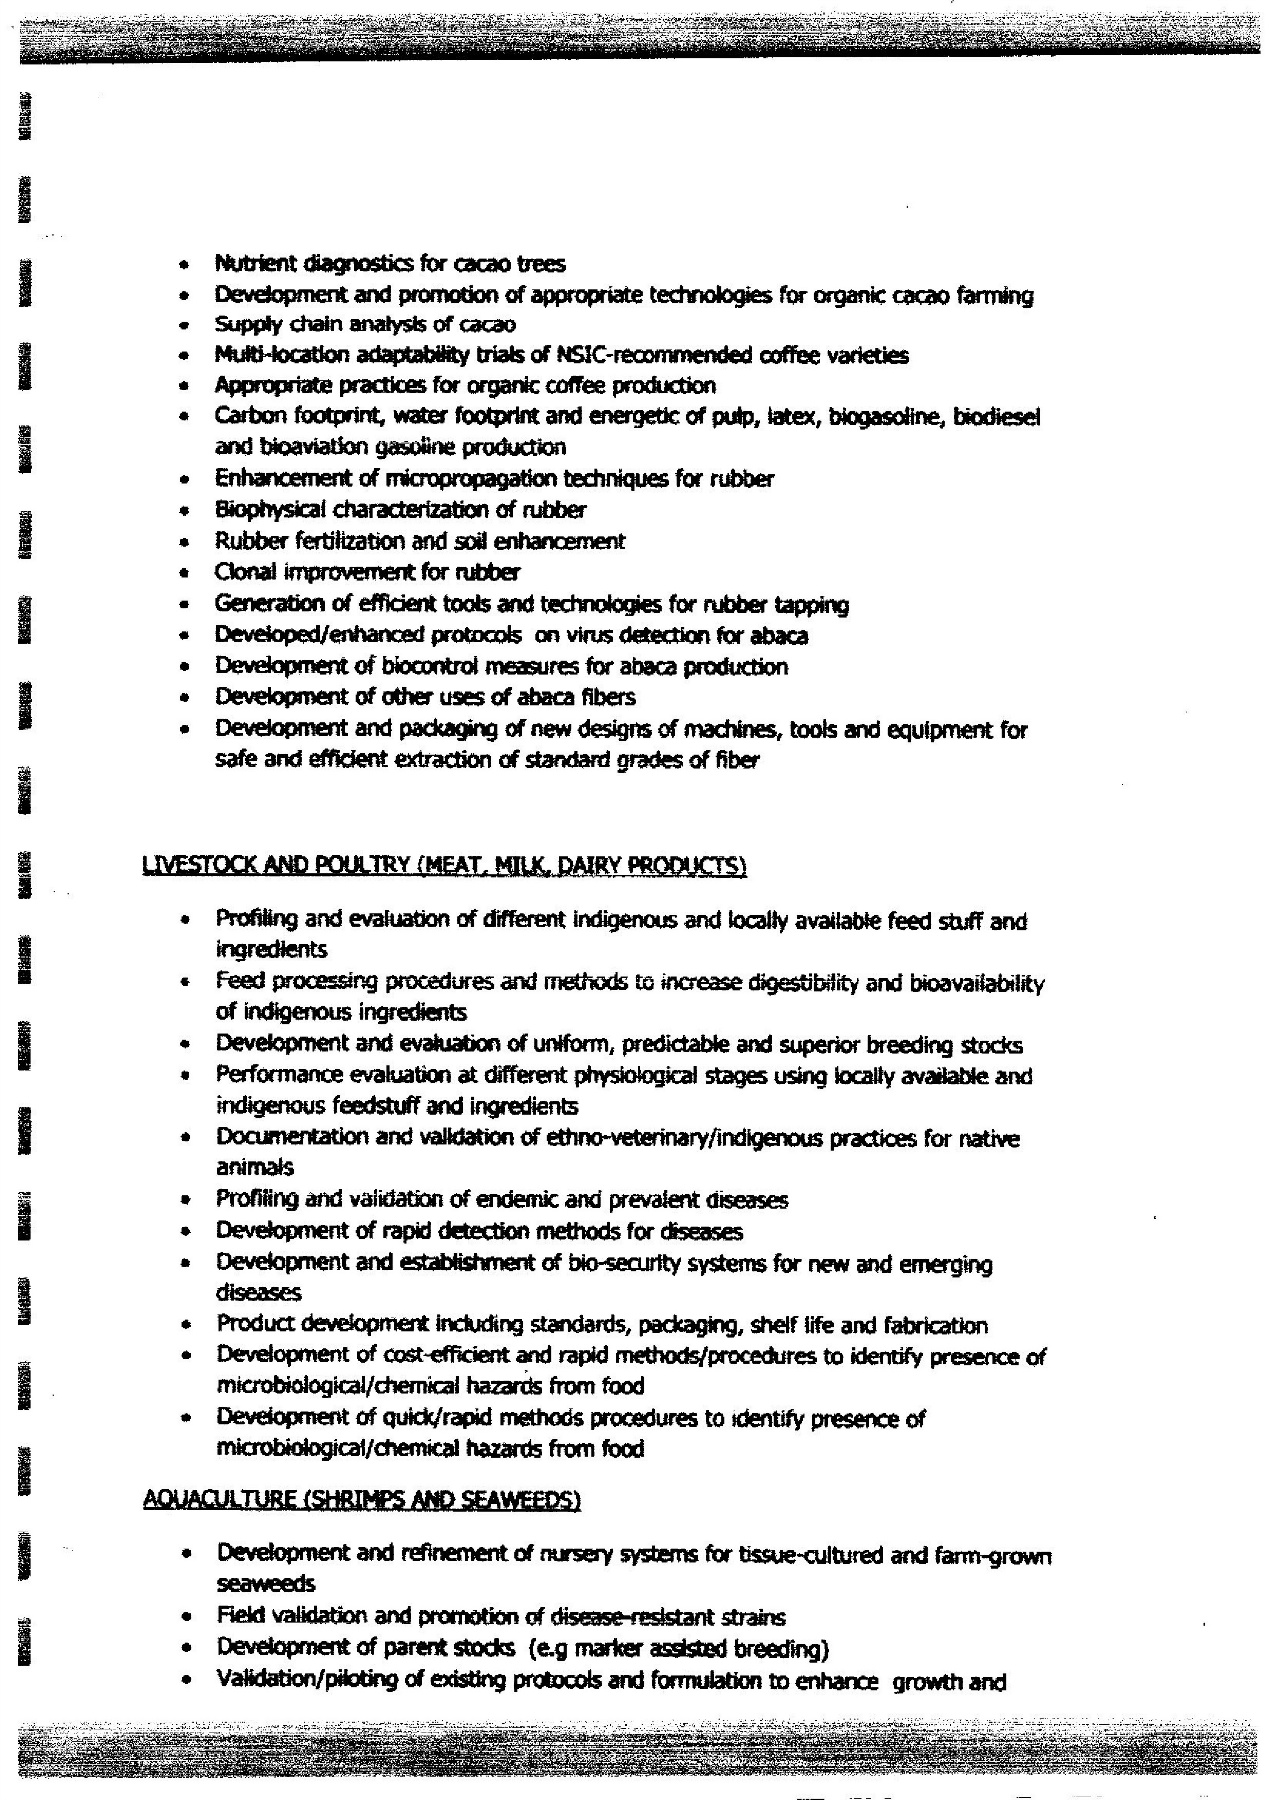 • Nutrient diagnostics for cacao trees
• Development and promotion of appropriate technologies for organic cacao farming
• Supply chain analysis of cacao
• Multi-location adaptability trials of NSIC-recommended coffee varieties
• Appropriate practices for organic coffee production
• Carbon footprint, water footprint and energetic of pulp, latex, biogasoline, biodiesel
and bioaviation gasoline production
• Enhancement of micropropagation techniques for rubber
• Biophysical characterization of rubber
• Rubber fertilization and soil enhancement
• Clonal improvement for rubber
• Generation of efficient tools and technologies for rubber tapping
• Developed/enhanced protocols on virus detection for abaca
• Development of biocontrol measures for abaca production
• Development of other uses of abaca fibers
• Development and packaging of new designs of machines, tools and equipment for
safe and efficient extraction of standard grades of fiber
LIVESTOCK AND POULTRY (MEAT, MILK, DAIRY PRODUCTS)
• Profiling and evaluation of different indigenous and locally available feed stuff and
ingredients
• Feed processing procedures and methods to increase digestibility and bioavailability
of indigenous ingredients
• Development and evaluation of uniform, predictable and superior breeding stocks
• Performance evaluation at different physiological stages using locally available and
indigenous feedstuff and ingredients
• Documentation and validation of ethno-veterinary/indigenous practices for native
animals
• Profiling and validation of endemic and prevalent diseases
• Development of rapid detection methods for diseases
• Development and establishment of bio-security systems for new and emerging
diseases
• Product development including standards, packaging, shelf life and fabrication
• Development of cost-efficient and rapid methods/procedures to identify presence of
microbiological/chemical hazards from food
• Development of quick/rapid methods procedures to identify presence of
microbiological/chemical hazards from food
AQUACULTURE (SHRIMPS AND SEAWEEDS)
• Development and refinement of nursery systems for tissue-cultured and farm-grown
seaweeds
• Field validation and promotion of disease-resistant strains
• Development of parent stocks (e.g marker assisted breeding)
• Validation/piloting of existing protocols and formulation to enhance growth and